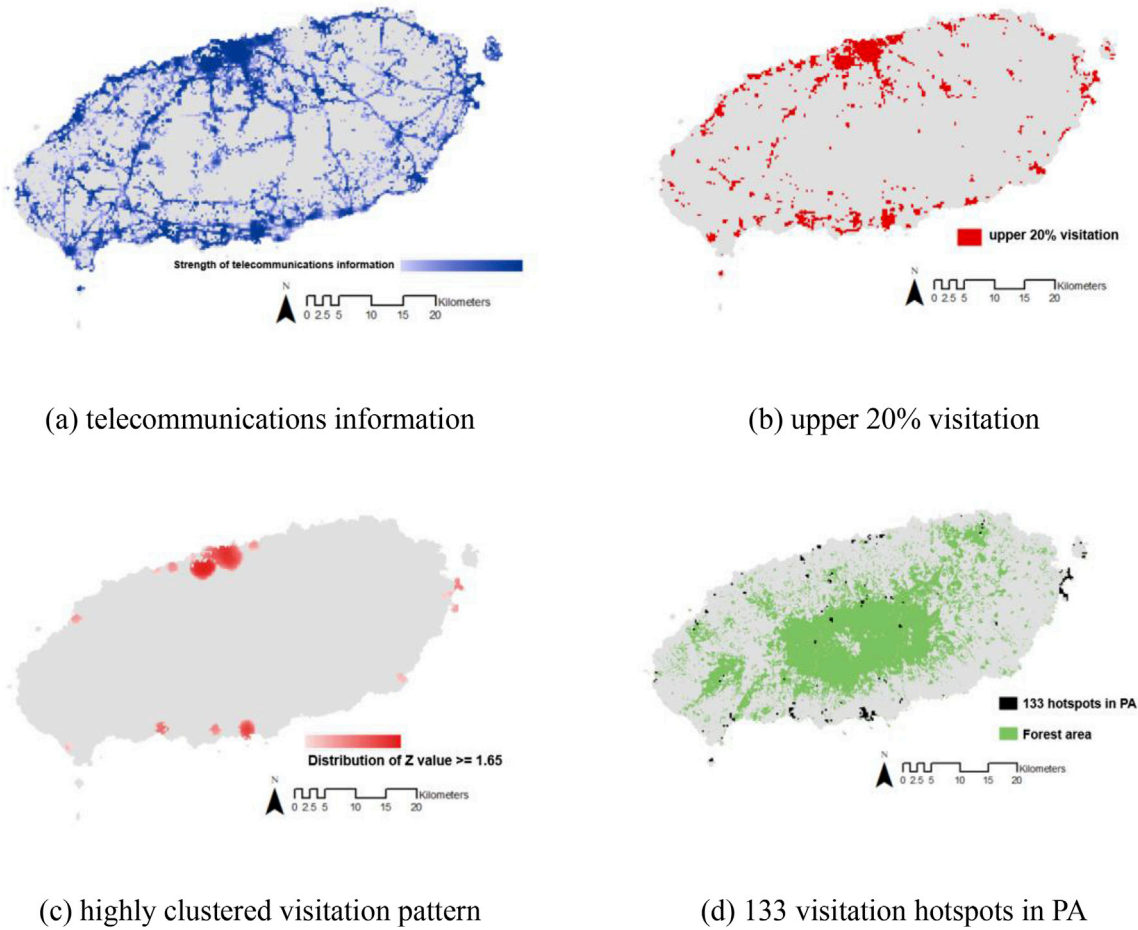 Strength of telecommunications information
N
Kilometers
0 2.5 5 10 15 20
(a) telecommunications information
upper 20% visitation
N
Kilometers
0 2.5 5 10 15 20
(b) upper 20% visitation
Distribution of Z value >= 1.65
N
Kilometers
0 2.5 5 10 15 20
(c) highly clustered visitation pattern
133 hotspots in PA
Forest area
N
Kilometers
0 2.5 5 10 15 20
(d) 133 visitation hotspots in PA